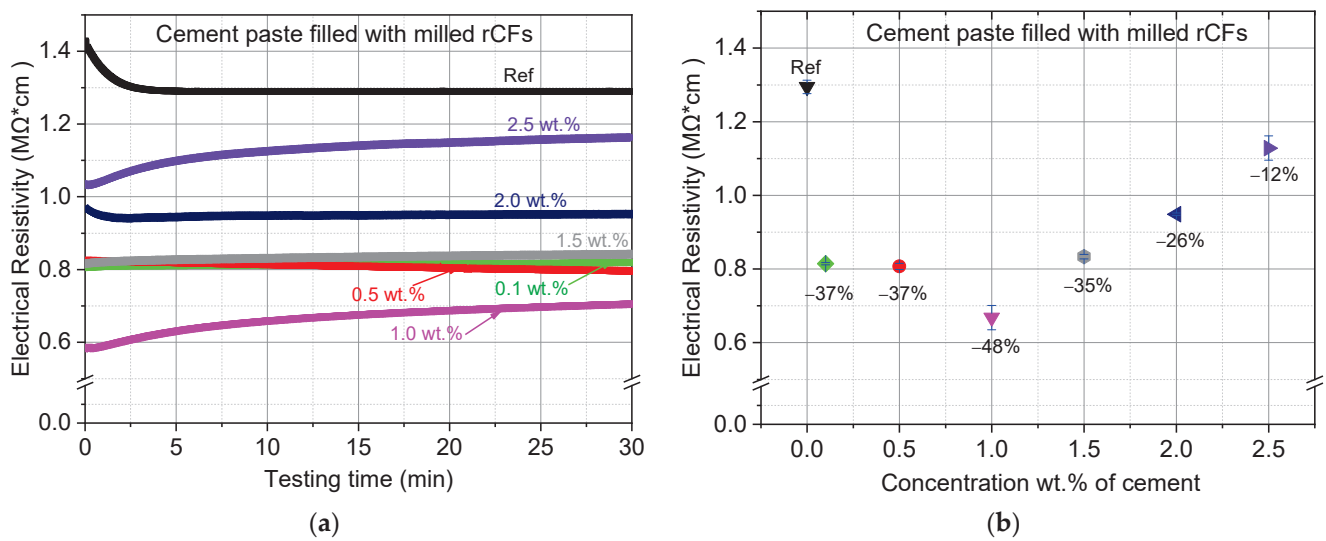 Cement paste filled with milled rCFs
Electrical Resistivity (MΩ*cm)
1.4
1.2
1.0
0.8
0.6
0.0
Ref
2.5 wt.%
2.0 wt.%
1.5 wt.%
0.5 wt.%
0.1 wt.%
1.0 wt.%
0 5 10 15 20 25 30
Testing time (min)
(a)
Cement paste filled with milled rCFs
Electrical Resistivity (MΩ*cm)
1.4
1.2
1.0
0.8
0.6
0.0
Ref
−12%
−26%
−35%
−37%
−37%
−48%
0.0 0.5 1.0 1.5 2.0 2.5
Concentration wt.% of cement
(b)